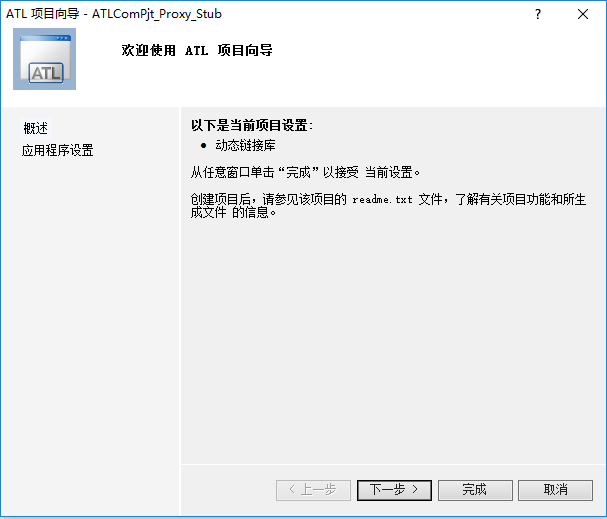 ATL 项目向导 - ATLComPjt_Proxy_Stub
?
ATL
欢迎使用 ATL 项目向导
概述
应用程序设置
以下是当前项目设置:
● 动态链接库
从任意窗口单击“完成”以接受 当前设置。
创建项目后，请参见该项目的 readme.txt 文件，了解有关项目功能和所生
成文件 的信息。
< 上一步
下一步 >
完成
取消